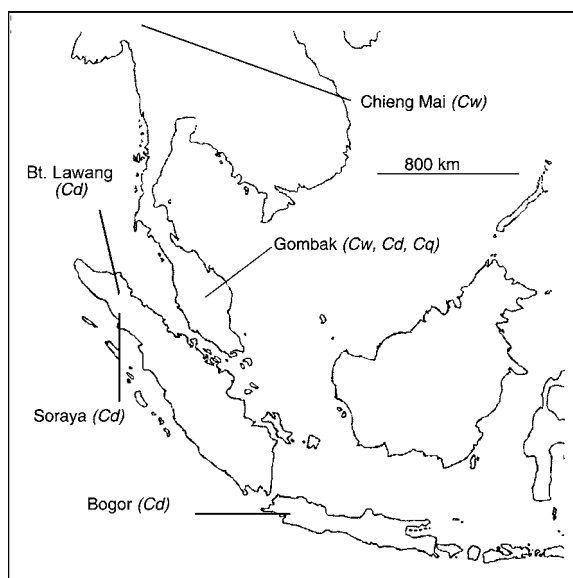 Chieng Mai (Cw)
800 km
Bt. Lawang
(Cd)
Gombak (Cw, Cd, Cq)
Soraya (Cd)
Bogor (Cd)